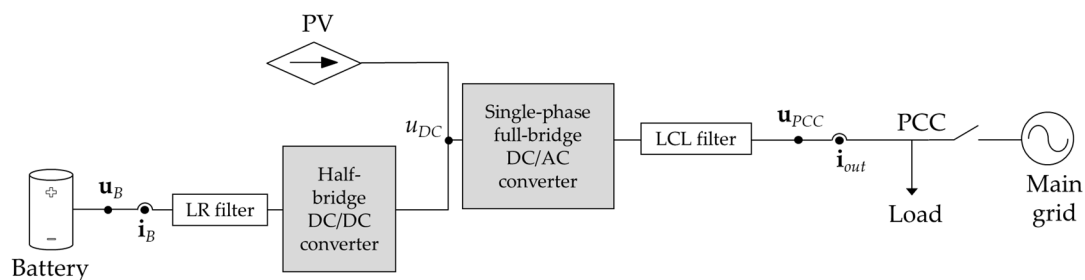 PV
u_DC
Single-phase
full-bridge
DC/AC
converter
LCL filter
u_PCC
i_out
PCC
Load
Main
grid
Half-
bridge
DC/DC
converter
LR filter
u_B
i_B
+
−
Battery